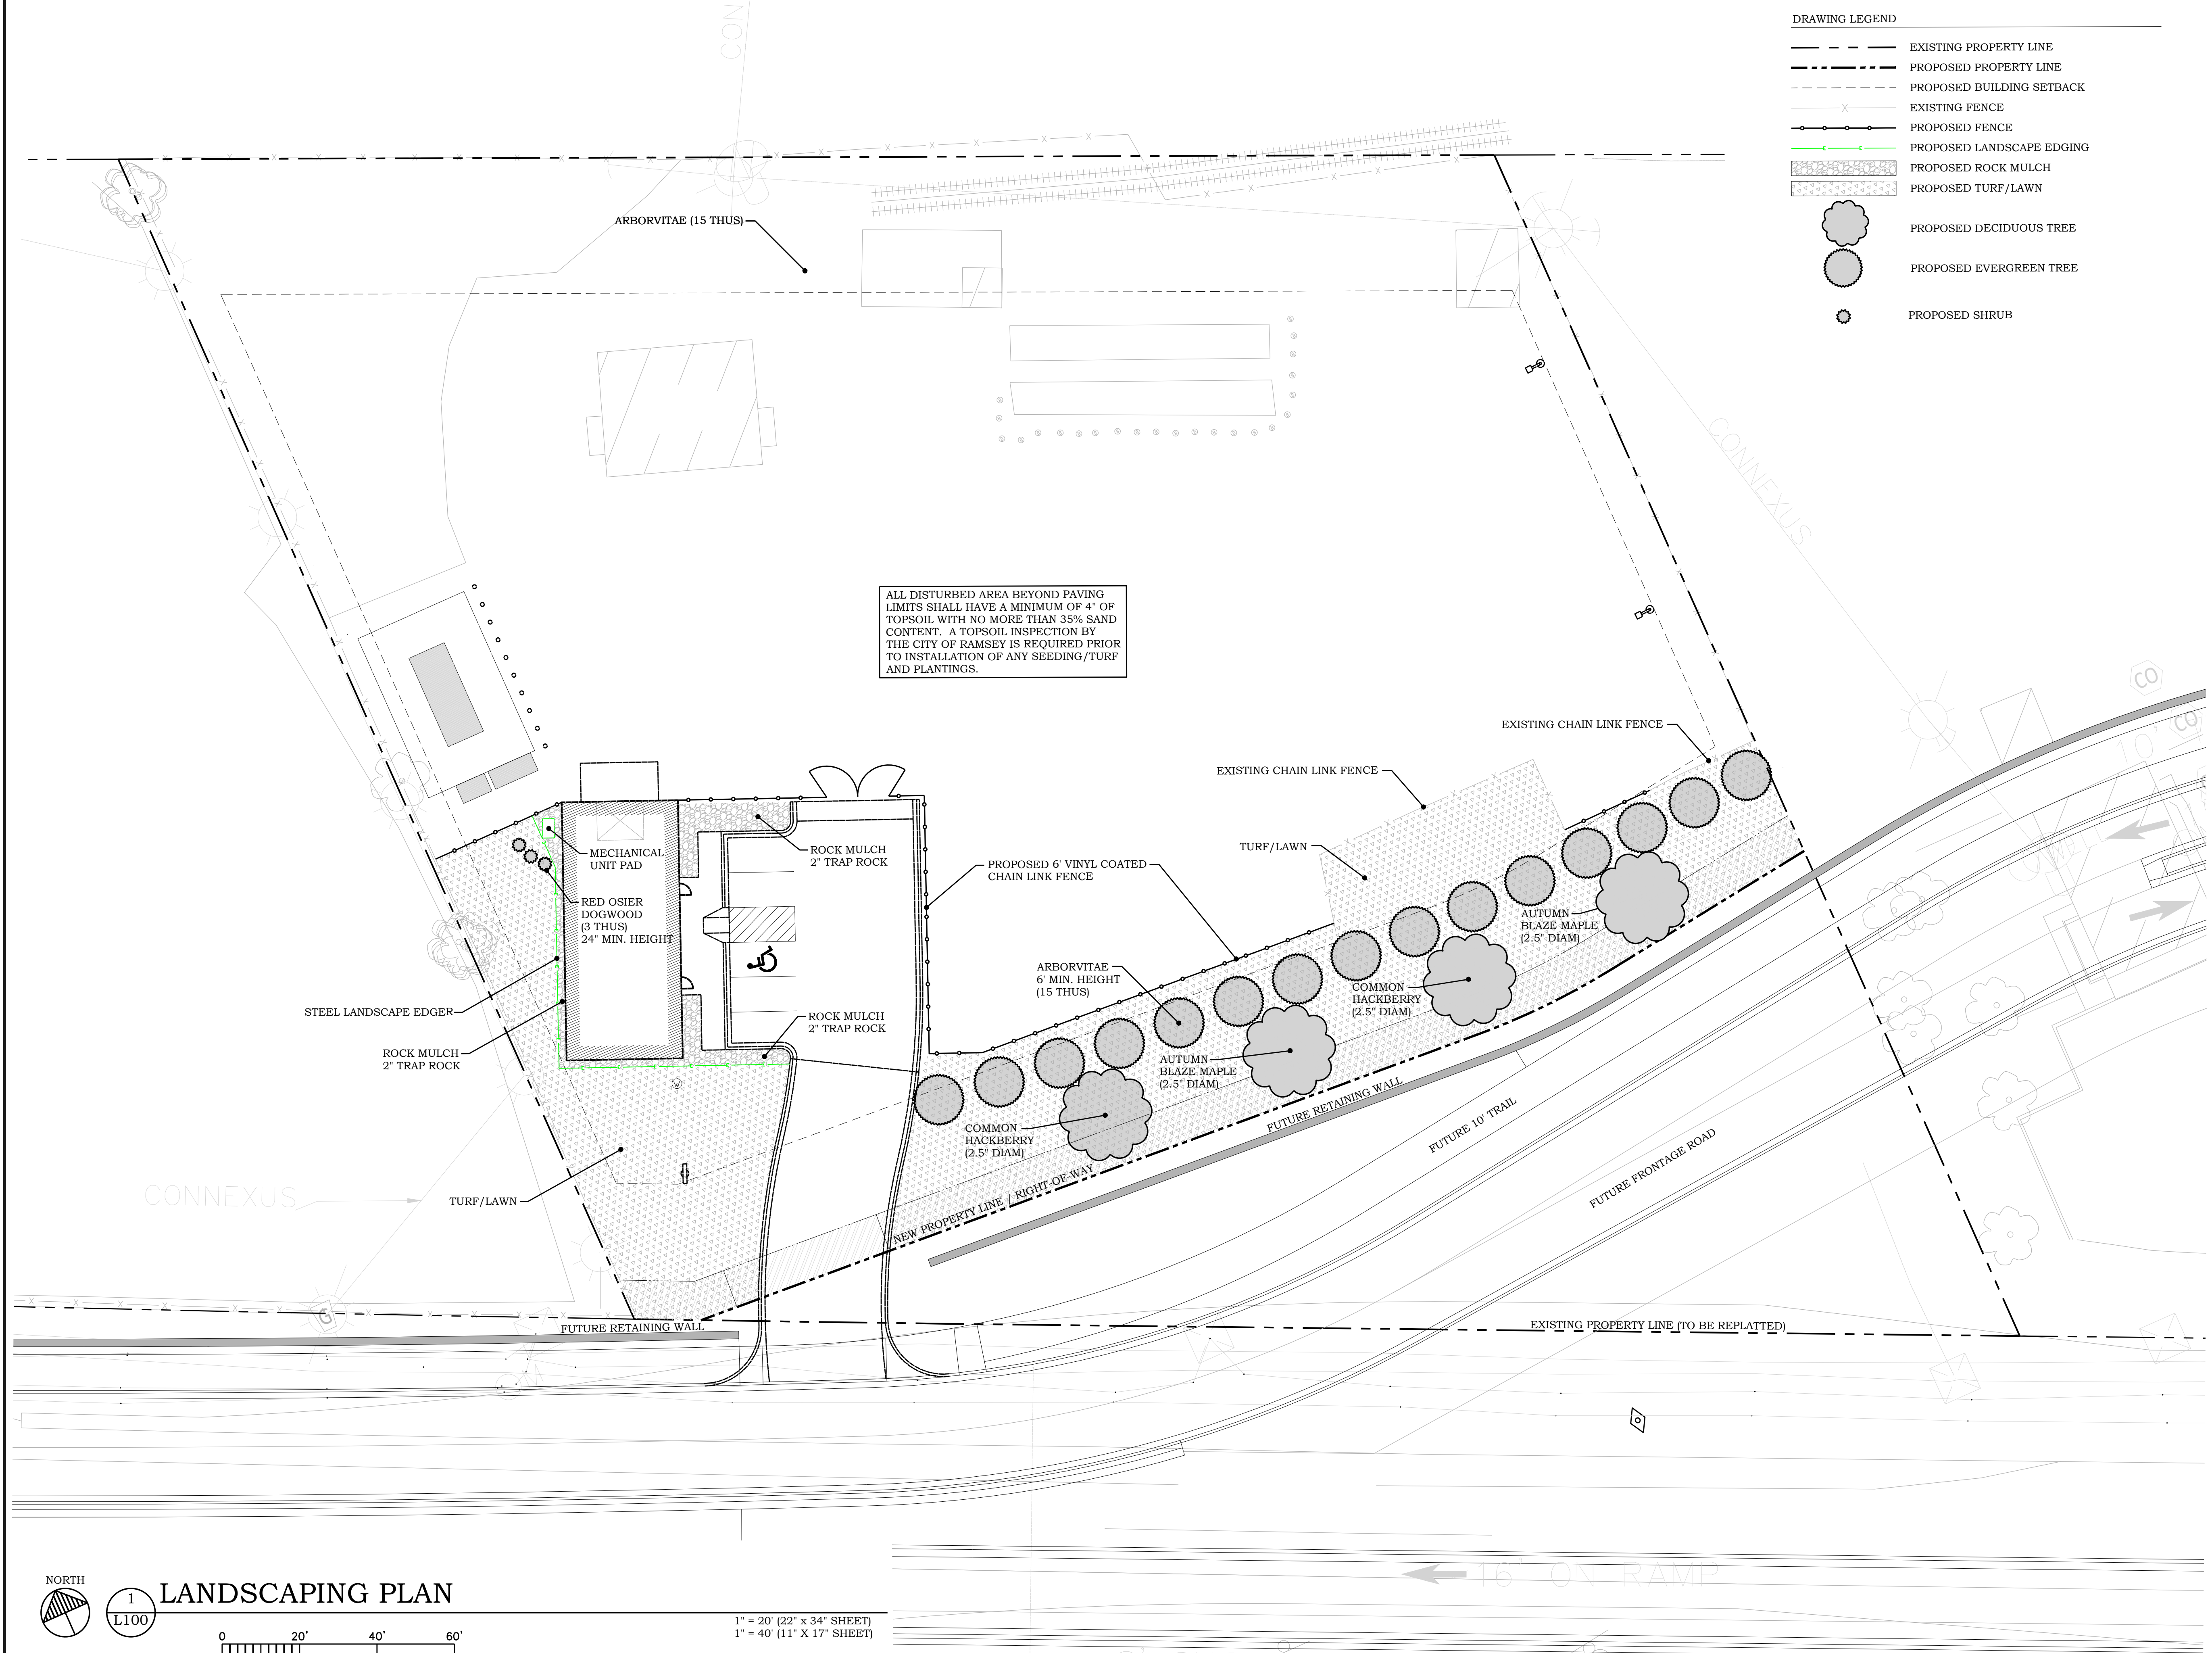 CON
DRAWING LEGEND
EXISTING PROPERTY LINE
PROPOSED PROPERTY LINE
PROPOSED BUILDING SETBACK
EXISTING FENCE
PROPOSED FENCE
PROPOSED LANDSCAPE EDGING
PROPOSED ROCK MULCH
PROPOSED TURF/LAWN
PROPOSED DECIDUOUS TREE
PROPOSED EVERGREEN TREE
PROPOSED SHRUB
ARBORVITAE (15 THUS)
CONNEXUS
ALL DISTURBED AREA BEYOND PAVING
LIMITS SHALL HAVE A MINIMUM OF 4" OF
TOPSOIL WITH NO MORE THAN 35% SAND
CONTENT. A TOPSOIL INSPECTION BY
THE CITY OF RAMSEY IS REQUIRED PRIOR
TO INSTALLATION OF ANY SEEDING/TURF
AND PLANTINGS.
CO
CO
10'
EXISTING CHAIN LINK FENCE
EXISTING CHAIN LINK FENCE
TURF/LAWN
MECHANICAL
UNIT PAD
ROCK MULCH
2" TRAP ROCK
PROPOSED 6' VINYL COATED
CHAIN LINK FENCE
RED OSIER
DOGWOOD
(3 THUS)
24" MIN. HEIGHT
AUTUMN
BLAZE MAPLE
(2.5" DIAM)
ARBORVITAE
6' MIN. HEIGHT
(15 THUS)
COMMON
HACKBERRY
(2.5" DIAM)
STEEL LANDSCAPE EDGER
ROCK MULCH
2" TRAP ROCK
ROCK MULCH
2" TRAP ROCK
AUTUMN
BLAZE MAPLE
(2.5" DIAM)
COMMON
HACKBERRY
(2.5" DIAM)
W
FUTURE RETAINING WALL
FUTURE 10' TRAIL
FUTURE FRONTAGE ROAD
NEW PROPERTY LINE / RIGHT-OF-WAY
CONNEXUS
TURF/LAWN
G
FUTURE RETAINING WALL
EXISTING PROPERTY LINE (TO BE REPLATTED)
16' ON RAMP
NORTH
1
L100
LANDSCAPING PLAN
1" = 20' (22" x 34" SHEET)
1" = 40' (11" X 17" SHEET)
0 20' 40' 60'